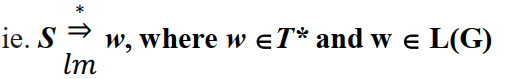 ie. S *⇒lm w, where w ∈T* and w ∈ L(G)